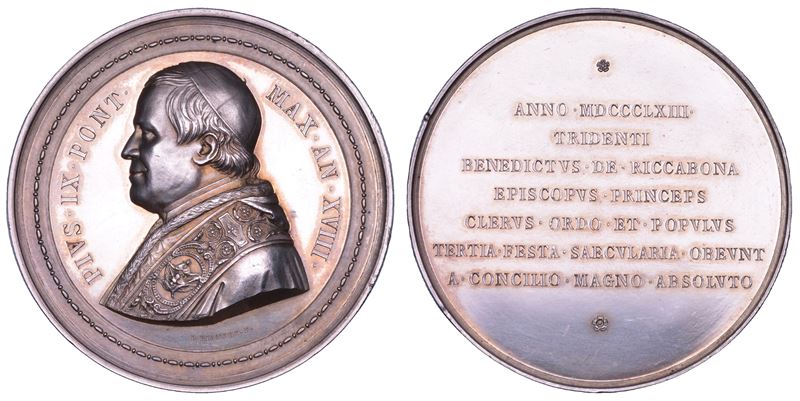 PIVS · IX · PONT · MAX · AN · XVIII ·
ANNO · MDCCCLXIII ·
TRIDENTI
BENEDICTVS · DE · RICCABONA
EPISCOPVS · PRINCEPS
CLERVS · ORDO · ET · POPVLVS
TERTIA · FESTA · SAECVLARIA · OBEVNT
A · CONCILIO · MAGNO · ABSOLVTO